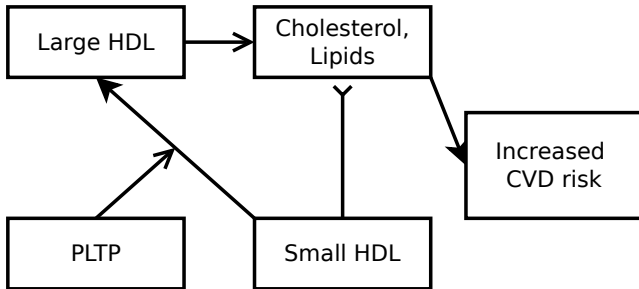 Large HDL
Cholesterol,
Lipids
Increased
CVD risk
PLTP
Small HDL